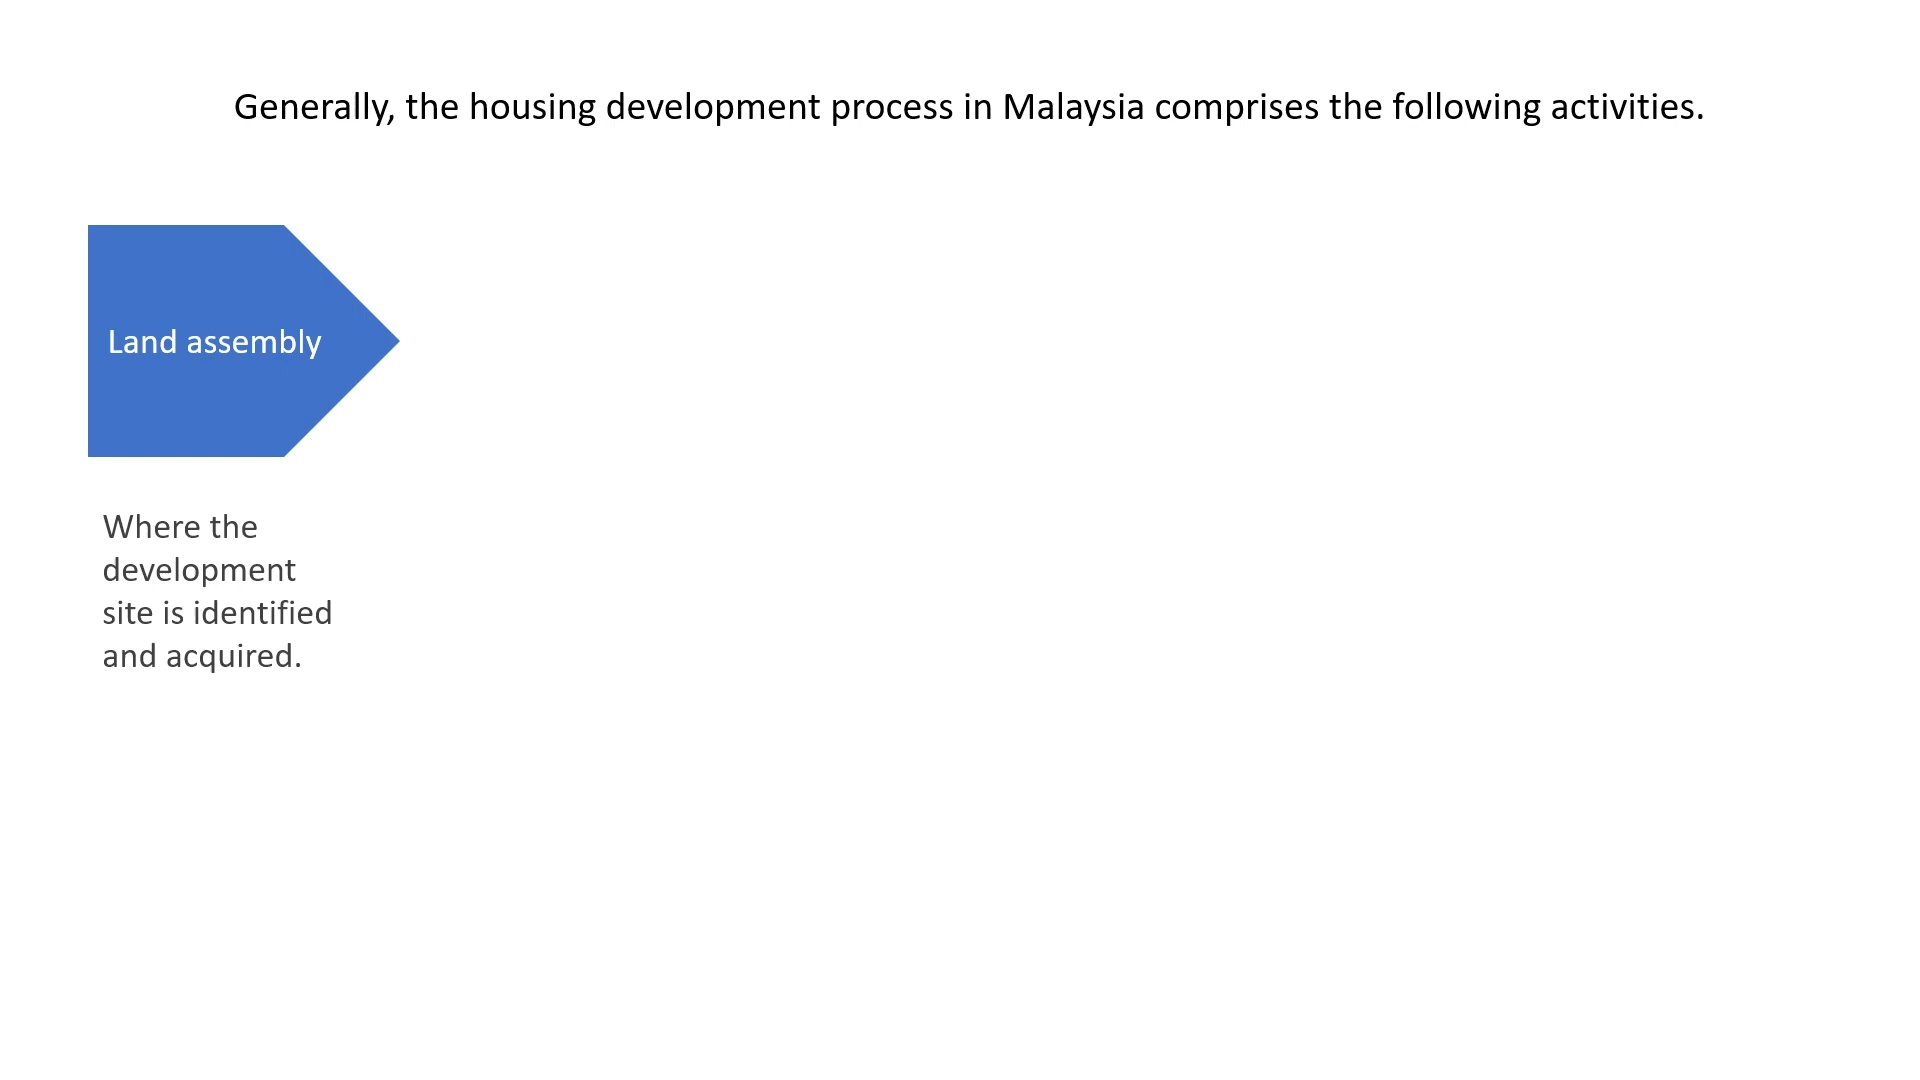 Generally, the housing development process in Malaysia comprises the following activities.
Land assembly
Where the
development
site is identified
and acquired.